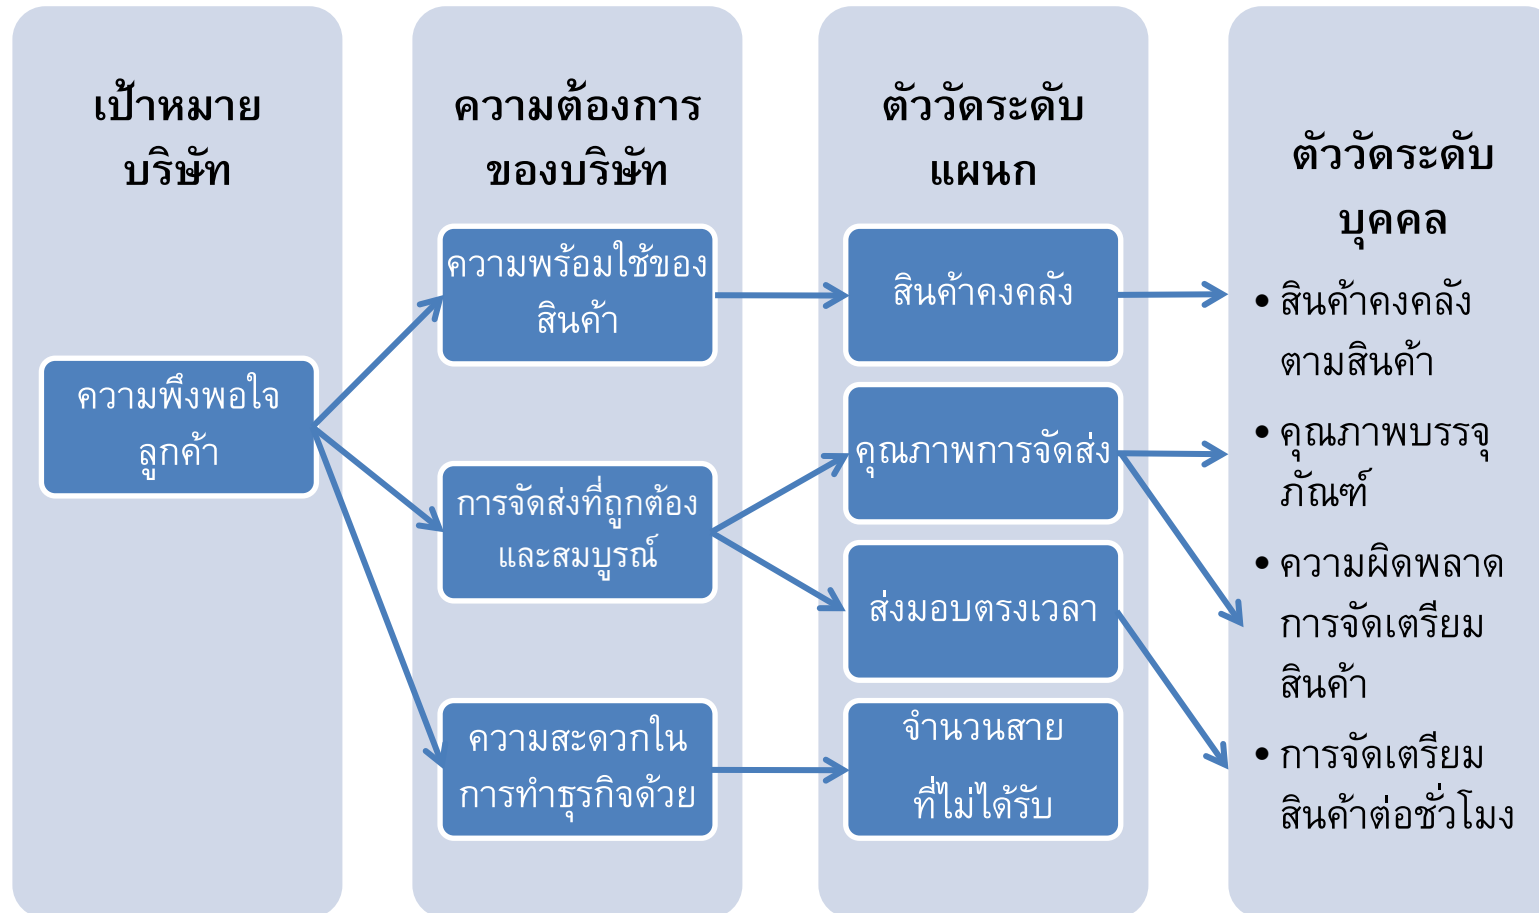 เป้าหมาย
บริษัท
ความพึงพอใจ
ลูกค้า
ความต้องการ
ของบริษัท
ความพร้อมใช้ของ
สินค้า
การจัดส่งที่ถูกต้อง
และสมบูรณ์
ความสะดวกใน
การทำธุรกิจด้วย
ตัววัดระดับ
แผนก
สินค้าคงคลัง
คุณภาพการจัดส่ง
ส่งมอบตรงเวลา
จำนวนสาย
ที่ไม่ได้รับ
ตัววัดระดับ
บุคคล
• สินค้าคงคลัง
ตามสินค้า
• คุณภาพบรรจุ
ภัณฑ์
• ความผิดพลาด
การจัดเตรียม
สินค้า
• การจัดเตรียม
สินค้าต่อชั่วโมง